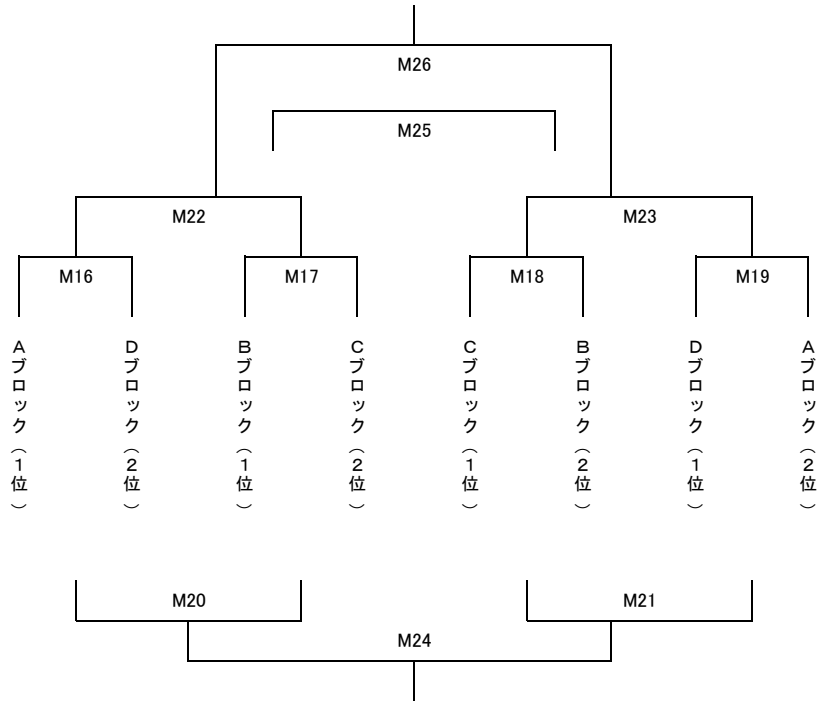 M26
M25
M22
M23
M16
M17
M18
M19
Aブロック(1位)
Dブロック(2位)
Bブロック(1位)
Cブロック(2位)
Cブロック(1位)
Bブロック(2位)
Dブロック(1位)
Aブロック(2位)
M20
M21
M24